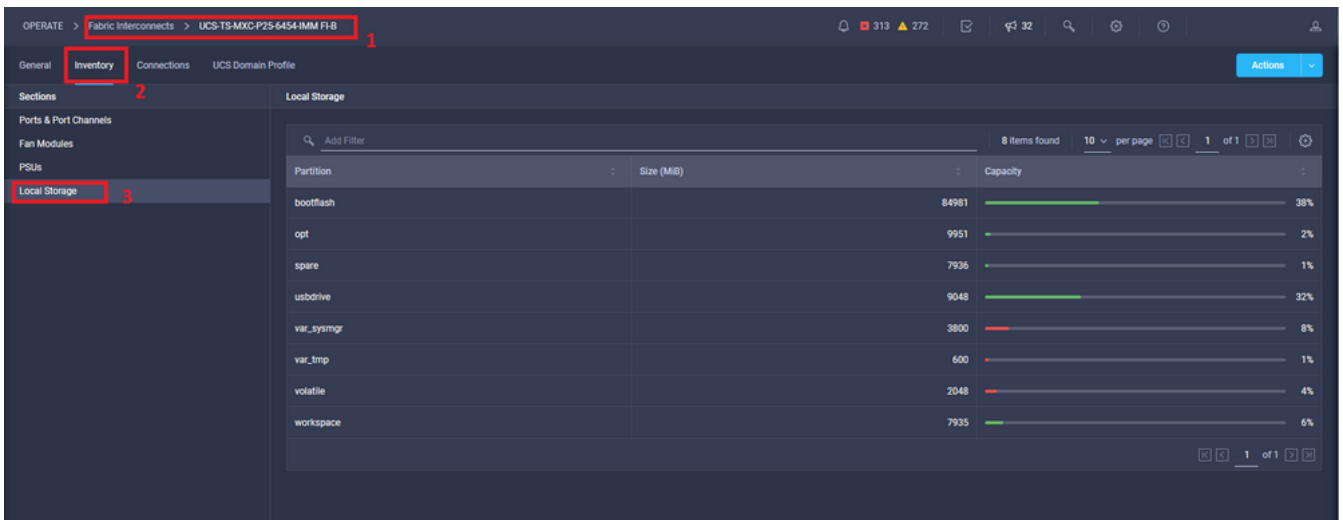 OPERATE > Fabric Interconnects > UCS-TS-MXC-P25-6454-IMM FI-B 1 313 272 32
General Inventory Connections UCS Domain Profile Actions
2
Sections Local Storage
Ports & Port Channels
Fan Modules Add Filter 8 items found 10 per page 1 of 1
PSUs Partition Size (MiB) Capacity
Local Storage 3
bootflash 84981 38%
opt 9951 2%
spare 7936 1%
usbdrive 9048 32%
var_sysmgr 3800 8%
var_tmp 600 1%
volatile 2048 4%
workspace 7935 6%
1 of 1